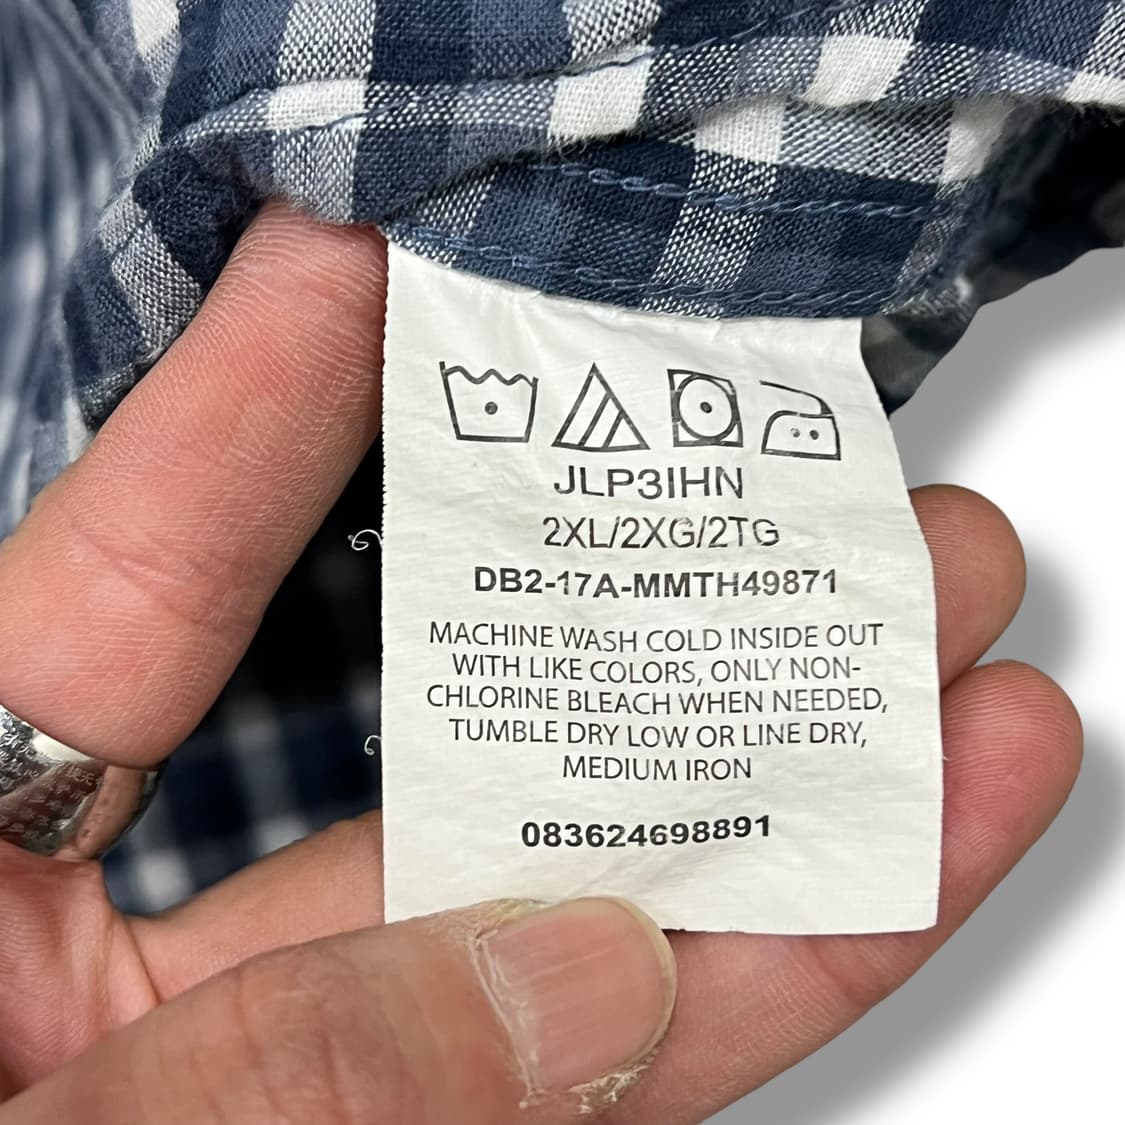 JLP3IHN
2XL/2XG/2TG
DB2-17A-MMTH49871
MACHINE WASH COLD INSIDE OUT
WITH LIKE COLORS, ONLY NON-
CHLORINE BLEACH WHEN NEEDED,
TUMBLE DRY LOW OR LINE DRY,
MEDIUM IRON
083624698891